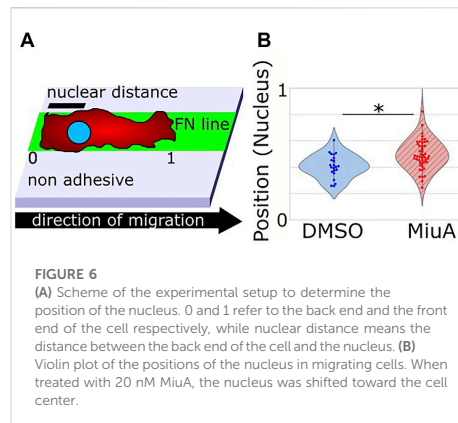 A
B
nuclear distance
FN line
0
1
non adhesive
direction of migration
Position (Nucleus)
1
0
*
DMSO
MiuA
FIGURE 6
(A) Scheme of the experimental setup to determine the
position of the nucleus. 0 and 1 refer to the back end and the front
end of the cell respectively, while nuclear distance means the
distance between the back end of the cell and the nucleus. (B)
Violin plot of the positions of the nucleus in migrating cells. When
treated with 20 nM MiuA, the nucleus was shifted toward the cell
center.